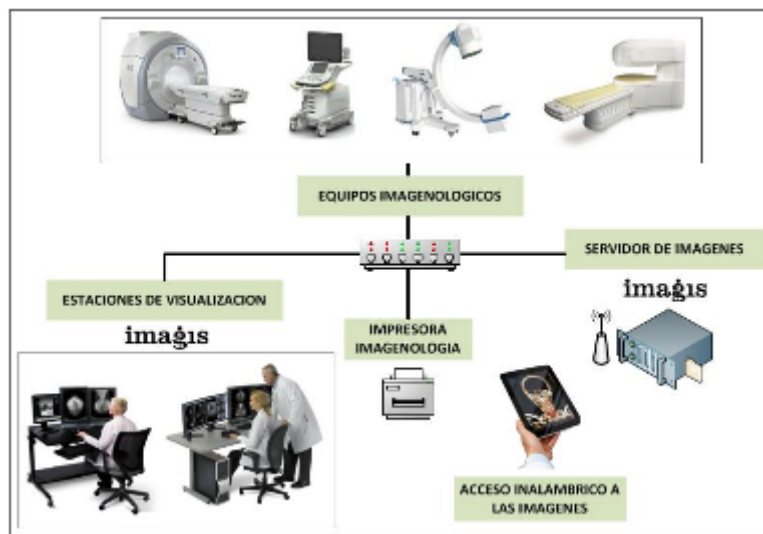 EQUIPOS IMAGENOLOGICOS
SERVIDOR DE IMAGENES
imagis
ESTACIONES DE VISUALIZACION
imagis
IMPRESORA
IMAGENOLOGIA
ACCESO INALAMBRICO A
LAS IMAGENES